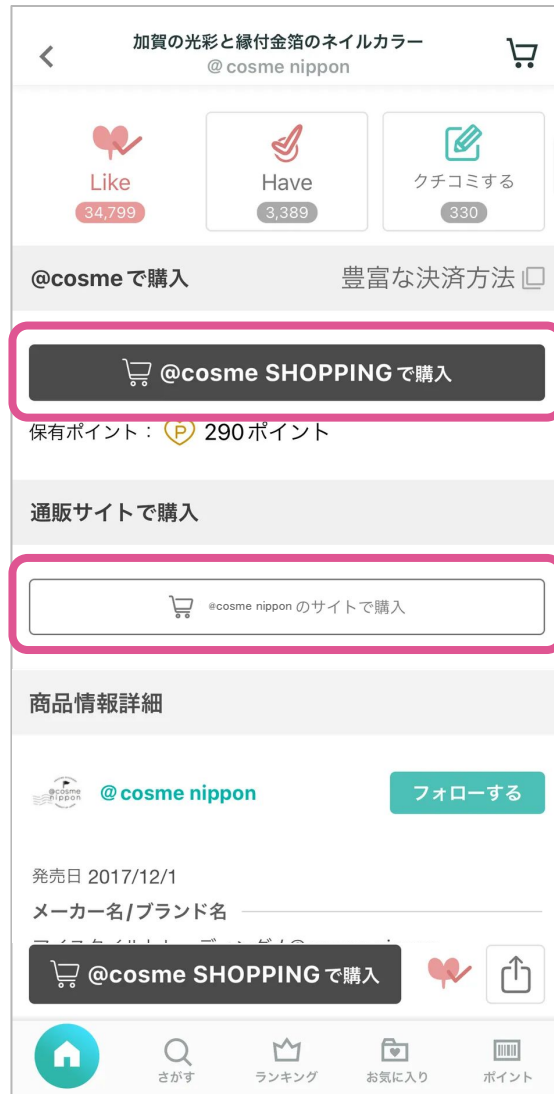 加賀の光彩と縁付金箔のネイルカラー
@cosme nippon
Like
34,799
Have
3,389
クチコミする
330
@cosmeで購入
豊富な決済方法
@cosme SHOPPINGで購入
保有ポイント： P 290ポイント
通販サイトで購入
@cosme nipponのサイトで購入
商品情報詳細
@cosme nippon
@cosme nippon
フォローする
発売日 2017/12/1
メーカー名/ブランド名
@cosme SHOPPINGで購入
さがす
ランキング
お気に入り
ポイント